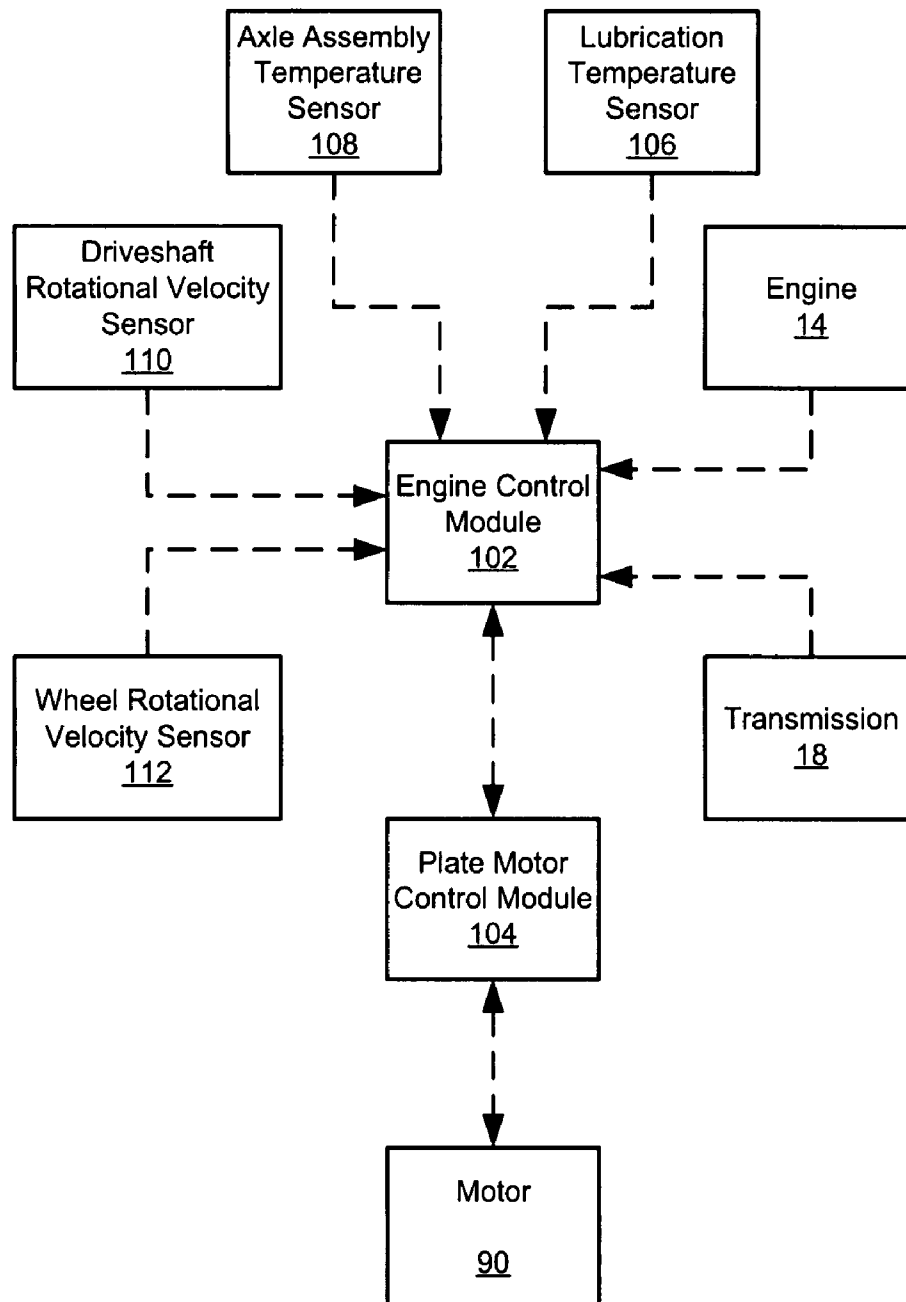 Axle Assembly
Temperature
Sensor
108
Lubrication
Temperature
Sensor
106
Driveshaft
Rotational Velocity
Sensor
110
Engine
14
Engine Control
Module
102
Wheel Rotational
Velocity Sensor
112
Transmission
18
Plate Motor
Control Module
104
Motor
90